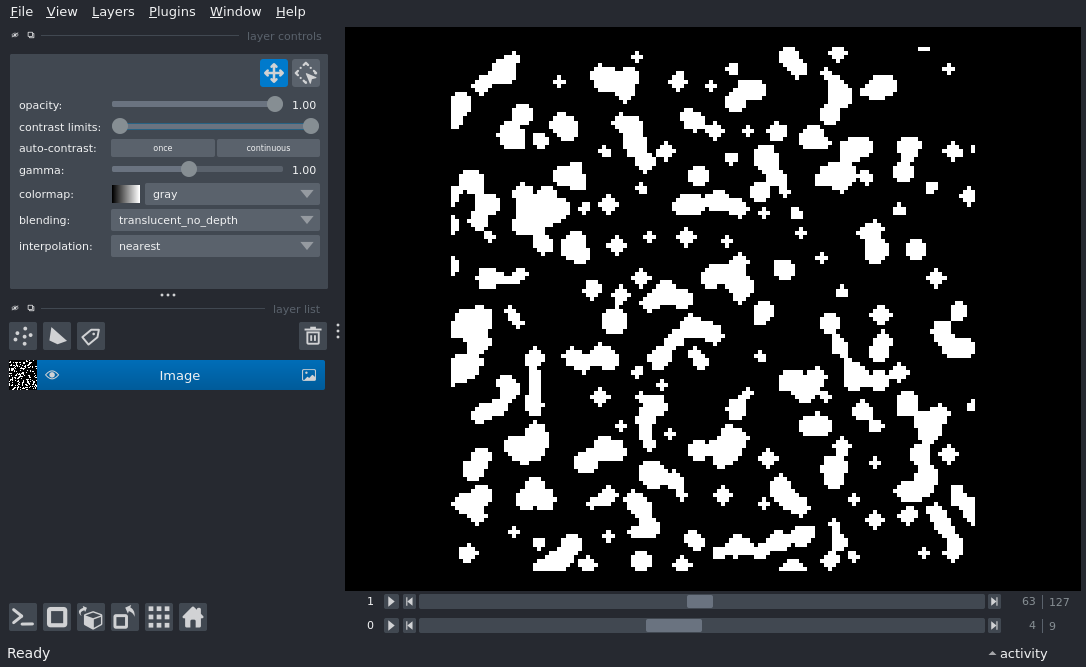 File View Layers Plugins Window Help
layer controls
opacity: 1.00
contrast limits:
auto-contrast: once continuous
gamma: 1.00
colormap: gray
blending: translucent_no_depth
interpolation: nearest
layer list
Image
1 63 127
0 4 9
Ready activity